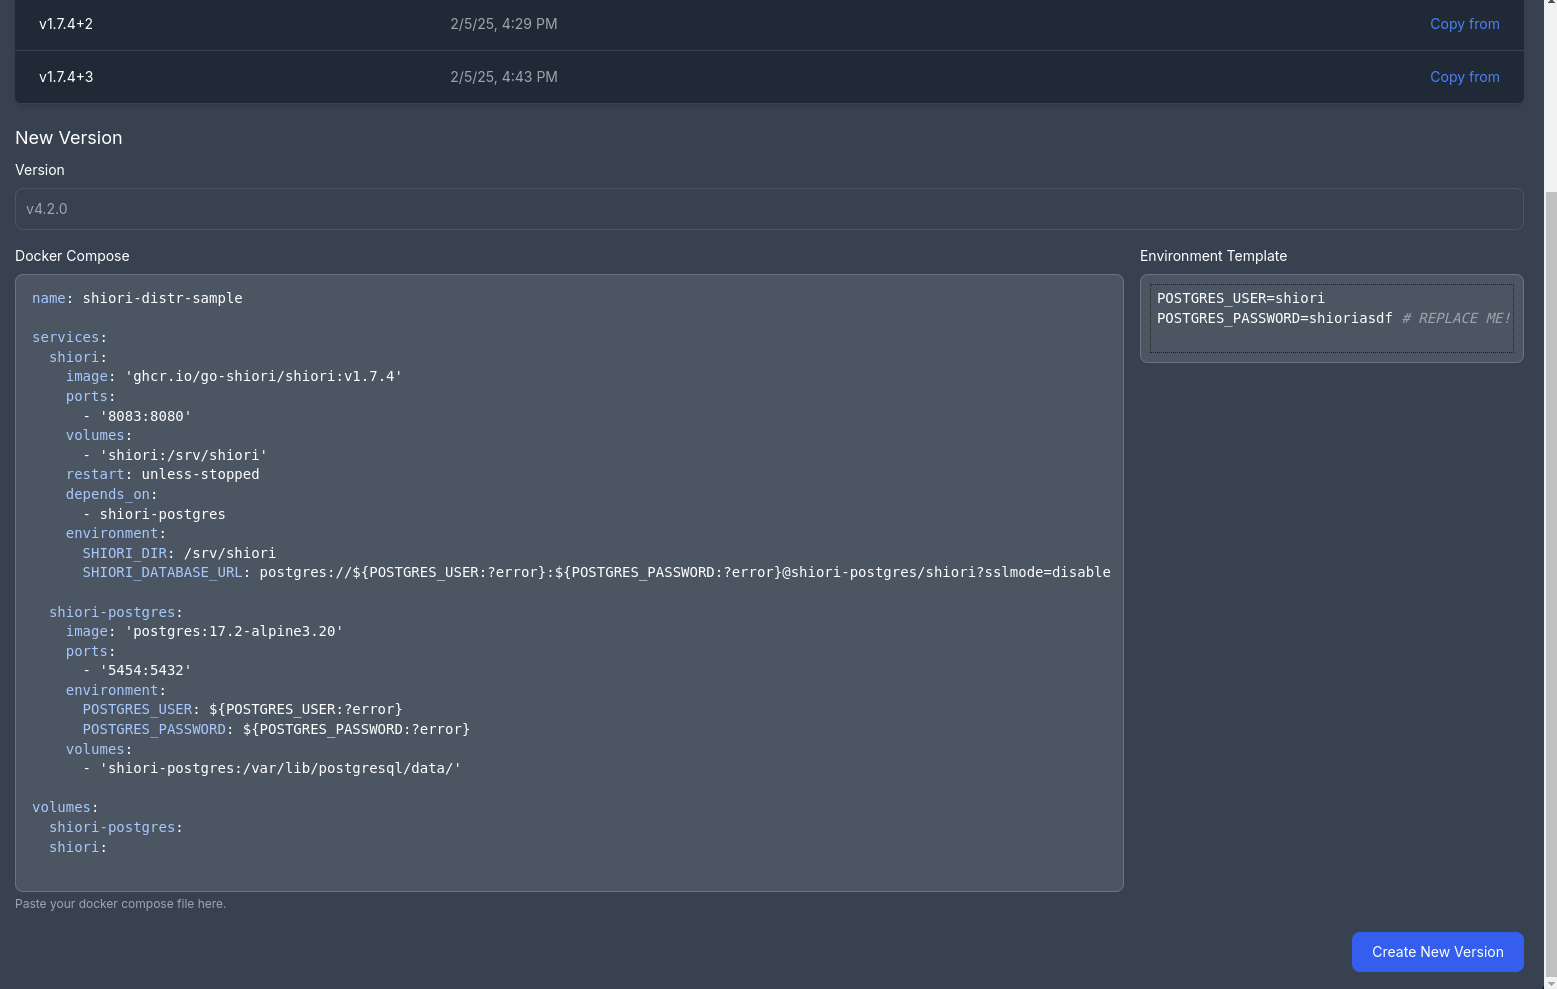 v1.7.4+2 2/5/25, 4:29 PM Copy from
v1.7.4+3 2/5/25, 4:43 PM Copy from
New Version
Version
v4.2.0
Docker Compose
name: shiori-distr-sample
services:
  shiori:
    image: 'ghcr.io/go-shiori/shiori:v1.7.4'
    ports:
      - '8083:8080'
    volumes:
      - 'shiori:/srv/shiori'
    restart: unless-stopped
    depends_on:
      - shiori-postgres
    environment:
      SHIORI_DIR: /srv/shiori
      SHIORI_DATABASE_URL: postgres://${POSTGRES_USER:?error}:${POSTGRES_PASSWORD:?error}@shiori-postgres/shiori?sslmode=disable
  shiori-postgres:
    image: 'postgres:17.2-alpine3.20'
    ports:
      - '5454:5432'
    environment:
      POSTGRES_USER: ${POSTGRES_USER:?error}
      POSTGRES_PASSWORD: ${POSTGRES_PASSWORD:?error}
    volumes:
      - 'shiori-postgres:/var/lib/postgresql/data/'
volumes:
  shiori-postgres:
  shiori:
Paste your docker compose file here.
Environment Template
POSTGRES_USER=shiori
POSTGRES_PASSWORD=shioriasdf # REPLACE ME!
Create New Version